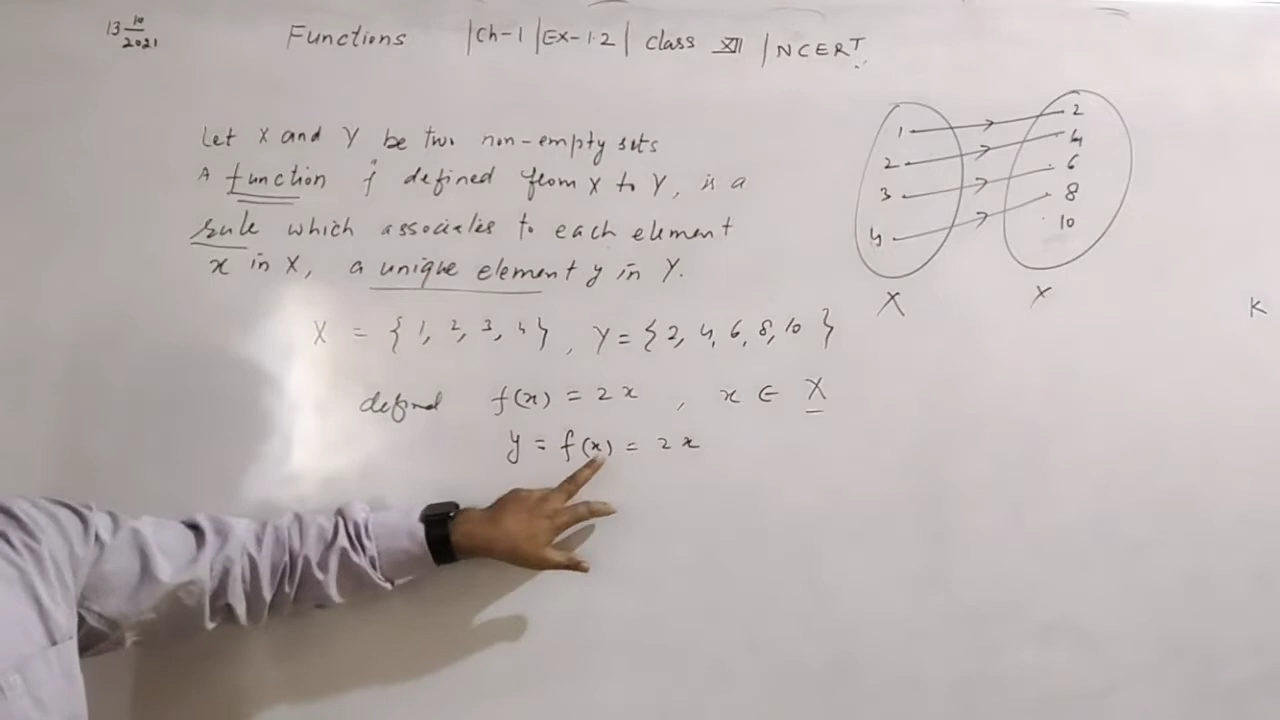 13 10/2021
Functions |Ch-1 |Ex-1.2| class XII |NCERT
Let X and Y be two non-empty sets
A function f defined from X to Y, is a
rule which associates to each element
x in X, a unique element y in Y.
X = {1, 2, 3, 4}, Y = {2, 4, 6, 8, 10}
defined f(x) = 2x , x ∈ X
y = f(x) = 2x
1
2
3
4
X
2
4
6
8
10
Y
K